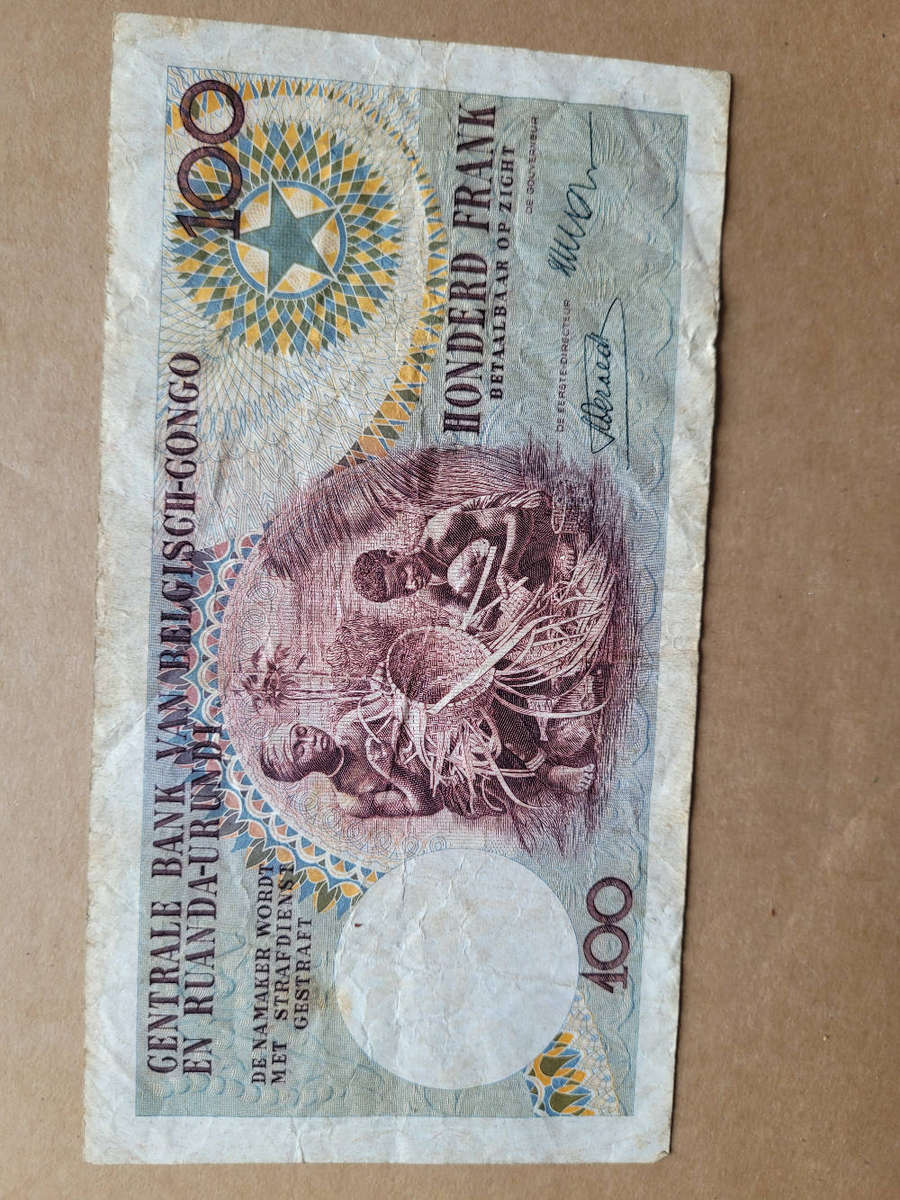 CENTRALE BANK VAN BELGISCH-CONGO
EN RUANDA-URUNDI
100
DE NAMAKER WORDT
MET STRAFDIENST
GESTRAFT
HONDERD FRANK
BETAALBAAR OP ZICHT
DE EERSTE-DIRECTEUR
DE GOUVERNEUR
100